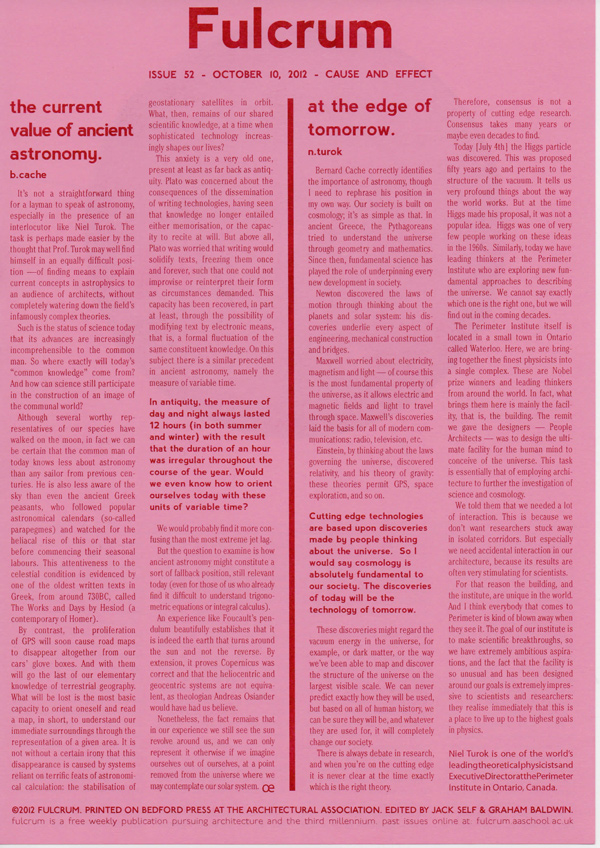 Fulcrum
ISSUE 52 - OCTOBER 10, 2012 - CAUSE AND EFFECT
the current
value of ancient
astronomy.
b.cache
It's not a straightforward thing
for a layman to speak of astronomy,
especially in the presence of an
interlocutor like Niel Turok. The
task is perhaps made easier by the
thought that Prof. Turok may well find
himself in an equally difficult posi-
tion —of finding means to explain
current concepts in astrophysics to
an audience of architects, without
completely watering down the field's
infamously complex theories.
Such is the status of science today
that its advances are increasingly
incomprehensible to the common
man. So where exactly will today's
"common knowledge" come from?
And how can science still participate
in the construction of an image of
the communal world?
Although several worthy rep-
resentatives of our species have
walked on the moon, in fact we can
be certain that the common man of
today knows less about astronomy
than any sailor from previous cen-
turies. He is also less aware of the
sky than even the ancient Greek
peasants, who followed popular
astronomical calendars (so-called
parapegmes) and watched for the
heliacal rise of this or that star
before commencing their seasonal
labours. This attentiveness to the
celestial condition is evidenced by
one of the oldest written texts in
Greek, from around 738BC, called
The Works and Days by Hesiod (a
contemporary of Homer).
By contrast, the proliferation
of GPS will soon cause road maps
to disappear altogether from our
cars' glove boxes. And with them
will go the last of our elementary
knowledge of terrestrial geography.
What will be lost is the most basic
capacity to orient oneself and read
a map, in short, to understand our
immediate surroundings through the
representation of a given area. It is
not without a certain irony that this
disappearance is caused by systems
reliant on terrific feats of astronomi-
cal calculation: the stabilisation of
geostationary satellites in orbit.
What, then, remains of our shared
scientific knowledge, at a time when
sophisticated technology increas-
ingly shapes our lives?
This anxiety is a very old one,
present at least as far back as antiq-
uity. Plato was concerned about the
consequences of the dissemination
of writing technologies, having seen
that knowledge no longer entailed
either memorisation, or the capac-
ity to recite at will. But above all,
Plato was worried that writing would
solidify texts, freezing them once
and forever, such that one could not
improvise or reinterpret their form
as circumstances demanded. This
capacity has been recovered, in part
at least, through the possibility of
modifying text by electronic means,
that is, a formal fluctuation of the
same constituent knowledge. On this
subject there is a similar precedent
in ancient astronomy, namely the
measure of variable time.
In antiquity, the measure of
day and night always lasted
12 hours (in both summer
and winter) with the result
that the duration of an hour
was irregular throughout the
course of the year. Would
we even know how to orient
ourselves today with these
units of variable time?
We would probably find it more con-
fusing than the most extreme jet lag.
But the question to examine is how
ancient astronomy might constitute a
sort of fallback position, still relevant
today (even for those of us who already
find it difficult to understand trigono-
metric equations or integral calculus).
An experience like Foucault's pen-
dulum beautifully establishes that it
is indeed the earth that turns around
the sun and not the reverse. By
extension, it proves Copernicus was
correct and that the heliocentric and
geocentric systems are not equiva-
lent, as theologian Andreas Osiander
would have had us believe.
Nonetheless, the fact remains that
in our experience we still see the sun
revolve around us, and we can only
represent it otherwise if we imagine
ourselves out of ourselves, at a point
removed from the universe where we
may contemplate our solar system. œ
at the edge of
tomorrow.
n.turok
Bernard Cache correctly identifies
the importance of astronomy, though
I need to rephrase his position in
my own way. Our society is built on
cosmology; it's as simple as that. In
ancient Greece, the Pythagoreans
tried to understand the universe
through geometry and mathematics.
Since then, fundamental science has
played the role of underpinning every
new development in society.
Newton discovered the laws of
motion through thinking about the
planets and solar system: his dis-
coveries underlie every aspect of
engineering, mechanical construction
and bridges.
Maxwell worried about electricity,
magnetism and light — of course this
is the most fundamental property of
the universe, as it allows electric and
magnetic fields and light to travel
through space. Maxwell's discoveries
laid the basis for all of modern com-
munications: radio, television, etc.
Einstein, by thinking about the laws
governing the universe, discovered
relativity, and his theory of gravity:
these theories permit GPS, space
exploration, and so on.
Cutting edge technologies
are based upon discoveries
made by people thinking
about the universe. So I
would say cosmology is
absolutely fundamental to
our society. The discoveries
of today will be the
technology of tomorrow.
These discoveries might regard the
vacuum energy in the universe, for
example, or dark matter, or the way
we've been able to map and discover
the structure of the universe on the
largest visible scale. We can never
predict exactly how they will be used,
but based on all of human history, we
can be sure they will be, and whatever
they are used for, it will completely
change our society.
There is always debate in research,
and when you're on the cutting edge
it is never clear at the time exactly
which is the right theory.
Therefore, consensus is not a
property of cutting edge research.
Consensus takes many years or
maybe even decades to find.
Today [July 4th] the Higgs particle
was discovered. This was proposed
fifty years ago and pertains to the
structure of the vacuum. It tells us
very profound things about the way
the world works. But at the time
Higgs made his proposal, it was not a
popular idea. Higgs was one of very
few people working on these ideas
in the 1960s. Similarly, today we have
leading thinkers at the Perimeter
Institute who are exploring new fun-
damental approaches to describing
the universe. We cannot say exactly
which one is the right one, but we will
find out in the coming decades.
The Perimeter Institute itself is
located in a small town in Ontario
called Waterloo. Here, we are bring-
ing together the finest physicists into
a single complex. These are Nobel
prize winners and leading thinkers
from around the world. In fact, what
brings them here is mainly the facil-
ity, that is, the building. The remit
we gave the designers — People
Architects — was to design the ulti-
mate facility for the human mind to
conceive of the universe. This task
is essentially that of employing archi-
tecture to further the investigation of
science and cosmology.
We told them that we needed a lot
of interaction. This is because we
don't want researchers stuck away
in isolated corridors. But especially
we need accidental interaction in our
architecture, because its results are
often very stimulating for scientists.
For that reason the building, and
the institute, are unique in the world.
And I think everybody that comes to
Perimeter is kind of blown away when
they see it. The goal of our institute is
to make scientific breakthroughs, so
we have extremely ambitious aspira-
tions, and the fact that the facility is
so unusual and has been designed
around our goals is extremely impres-
sive to scientists and researchers:
they realise immediately that this is
a place to live up to the highest goals
in physics.
Niel Turok is one of the world's
leading theoretical physicists and
Executive Director at the Perimeter
Institute in Ontario, Canada.
©2012 FULCRUM. PRINTED ON BEDFORD PRESS AT THE ARCHITECTURAL ASSOCIATION. EDITED BY JACK SELF & GRAHAM BALDWIN.
fulcrum is a free weekly publication pursuing architecture and the third millennium. past issues online at: fulcrum.aaschool.ac.uk